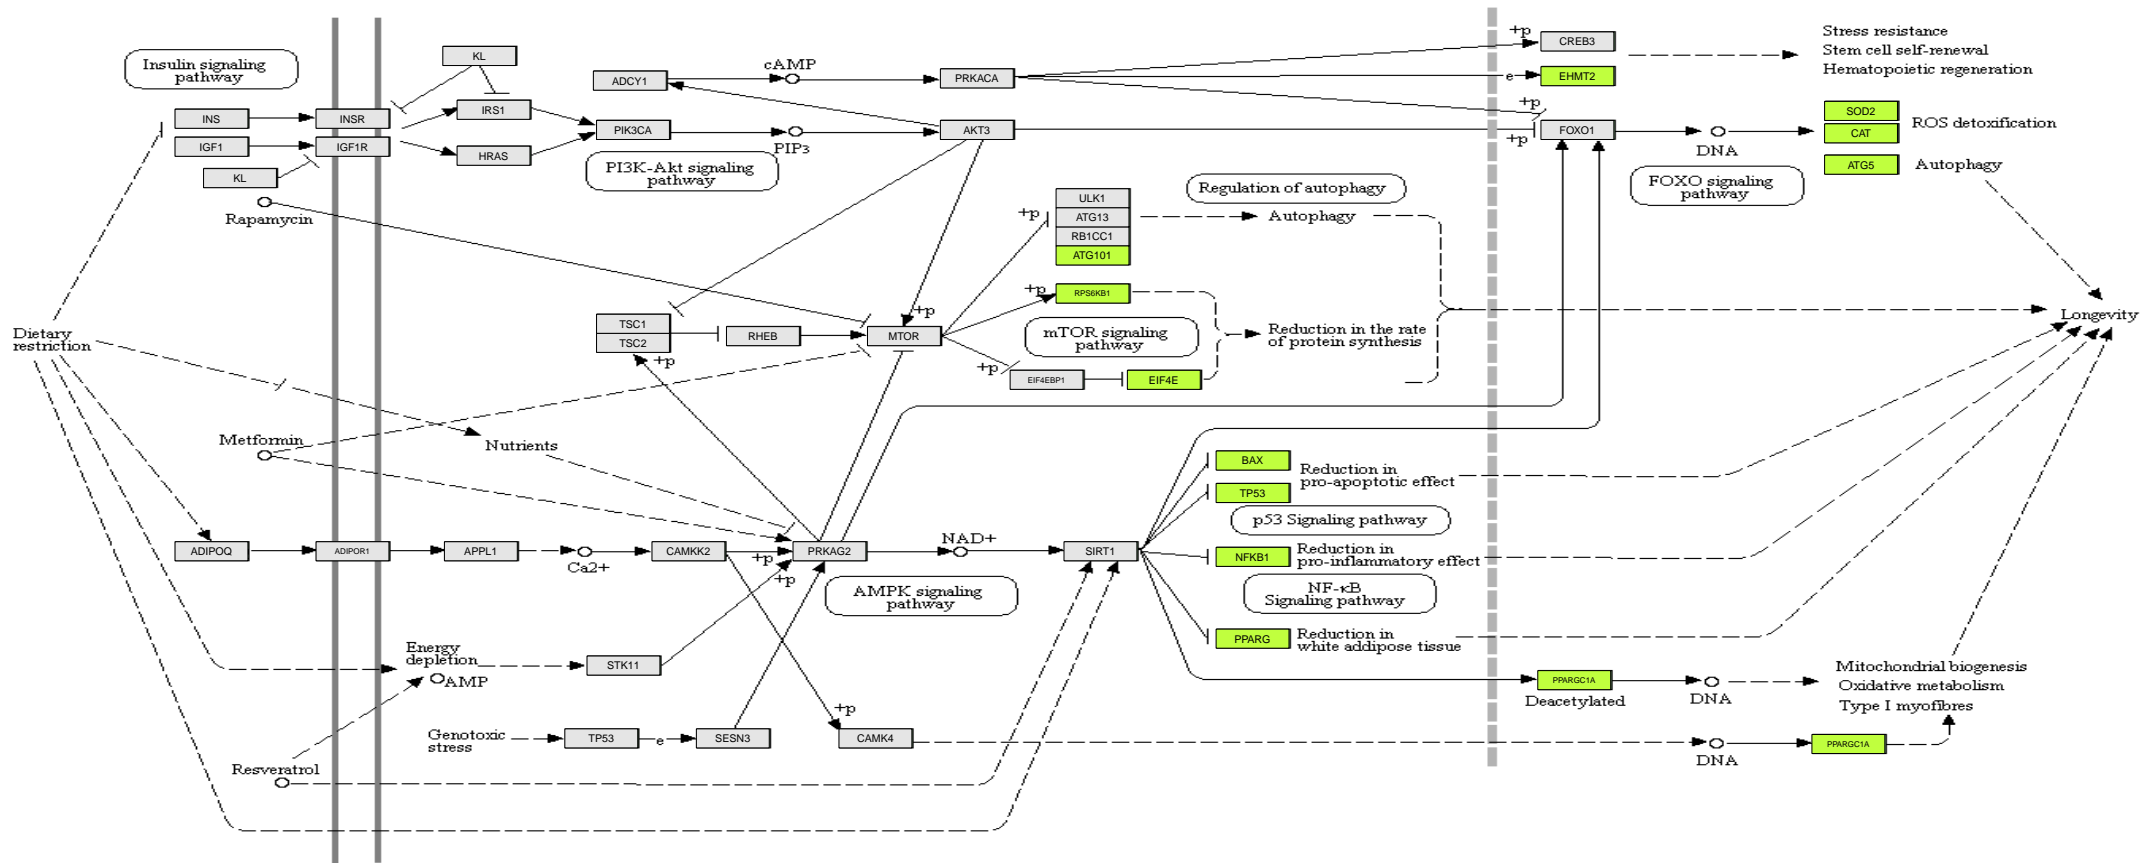 Insulin signaling
pathway
KL
cAMP
ADCY1
PRKACA
+p
CREB3
Stress resistance
Stem cell self-renewal
Hematopoietic regeneration
e
EHMT2
INS
INSR
IRS1
IGF1
IGF1R
HRAS
KL
PIK3CA
PIP3
AKT3
+p
+p
FOXO1
DNA
SOD2
CAT
ROS detoxification
ATG5
Autophagy
PI3K-Akt signaling
pathway
FOXO signaling
pathway
Rapamycin
Regulation of autophagy
+p
ULK1
ATG13
RB1CC1
ATG101
Autophagy
+p
RPS6KB1
Dietary
restriction
TSC1
TSC2
+p
RHEB
+p
MTOR
mTOR signaling
pathway
Reduction in the rate
of protein synthesis
Longevity
+p
EIF4EBP1
EIF4E
Metformin
Nutrients
BAX
TP53
Reduction in
pro-apoptotic effect
p53 Signaling pathway
ADIPOQ
ADIPOR1
APPL1
Ca2+
CAMKK2
+p
+p
PRKAG2
NAD+
SIRT1
NFKB1
Reduction in
pro-inflammatory effect
AMPK signaling
pathway
NF-κB
Signaling pathway
PPARG
Reduction in
white addipose tissue
Energy
depletion
AMP
STK11
PPARGC1A
Deacetylated
DNA
Mitochondrial biogenesis
Oxidative metabolism
Type I myofibres
Genotoxic
stress
TP53
e
SESN3
+p
CAMK4
DNA
PPARGC1A
Resveratrol